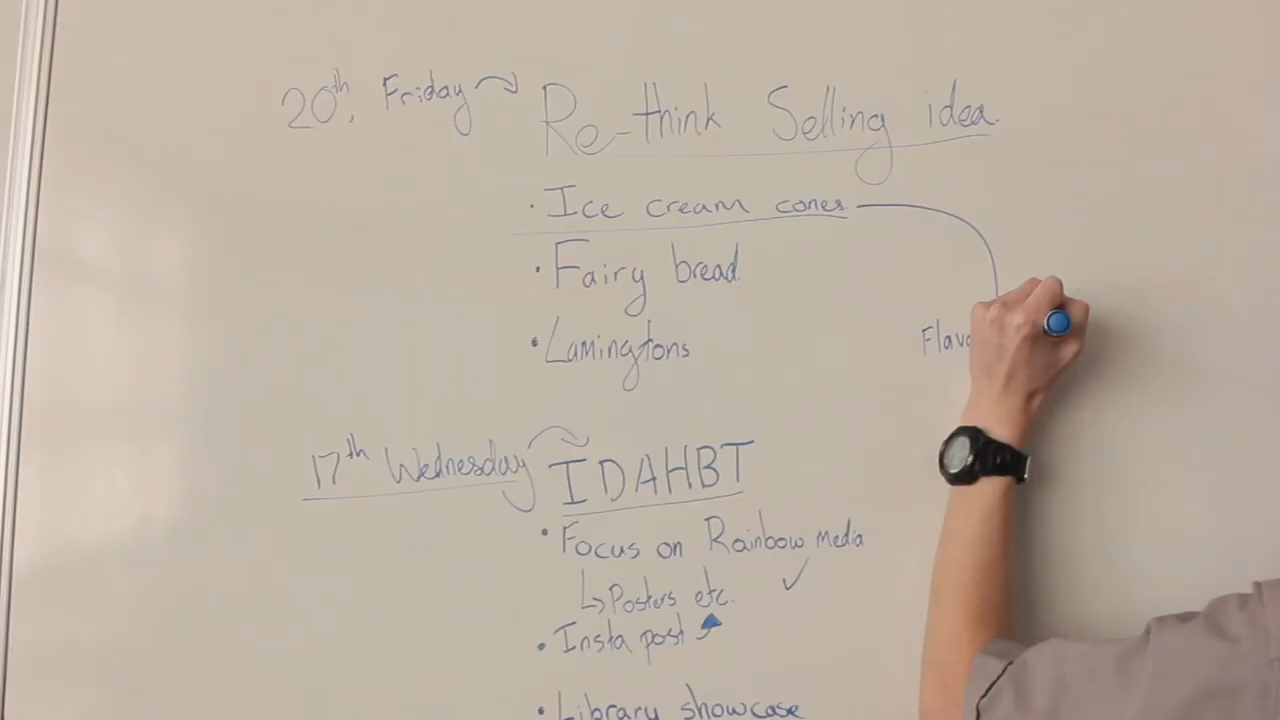 20th, Friday Re-think Selling idea.
· Ice cream cones
· Fairy bread
· Lamingtons
17th Wednesday IDAHBT
· Focus on Rainbow Media
↳ Posters etc. ✓
· Insta post
· Library showcase